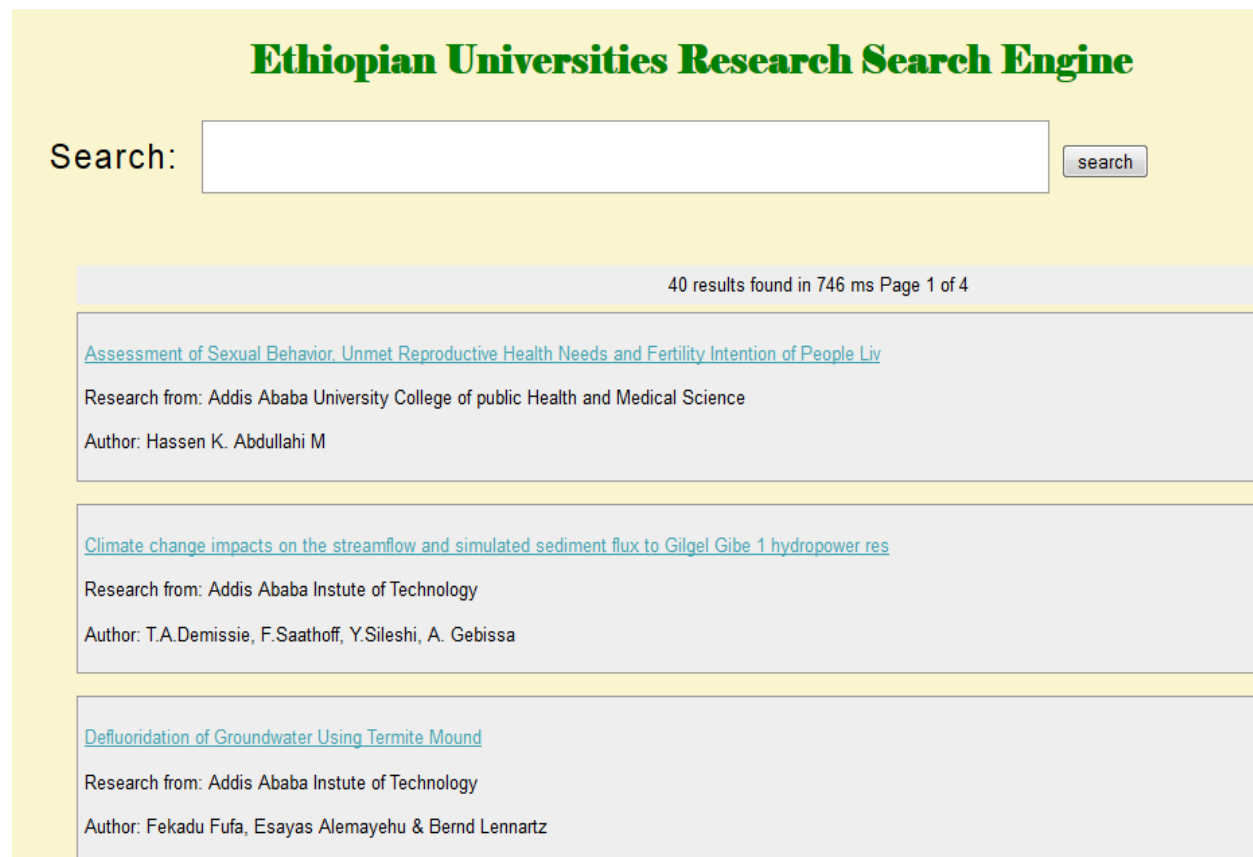 Ethiopian Universities Research Search Engine
Search:
search
40 results found in 746 ms Page 1 of 4
Assessment of Sexual Behavior, Unmet Reproductive Health Needs and Fertility Intention of People Liv
Research from: Addis Ababa University College of public Health and Medical Science
Author: Hassen K. Abdullahi M
Climate change impacts on the streamflow and simulated sediment flux to Gilgel Gibe 1 hydropower res
Research from: Addis Ababa Instute of Technology
Author: T.A.Demissie, F.Saathoff, Y.Sileshi, A. Gebissa
Defluoridation of Groundwater Using Termite Mound
Research from: Addis Ababa Instute of Technology
Author: Fekadu Fufa, Esayas Alemayehu & Bernd Lennartz